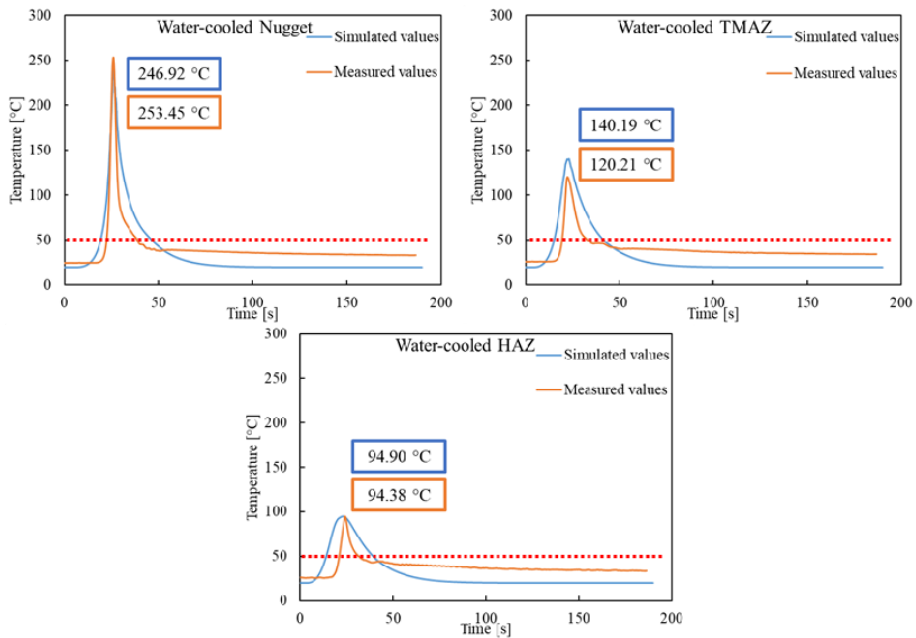 Water-cooled Nugget
Simulated values
Measured values
246.92 °C
253.45 °C
Temperature [°C]
300
250
200
150
100
50
0
0 50 100 150 200
Time [s]
Water-cooled TMAZ
Simulated values
Measured values
140.19 °C
120.21 °C
Temperature [°C]
300
250
200
150
100
50
0
0 50 100 150 200
Time [s]
Water-cooled HAZ
Simulated values
Measured values
94.90 °C
94.38 °C
Temperature [°C]
300
250
200
150
100
50
0
0 50 100 150 200
Time [s]